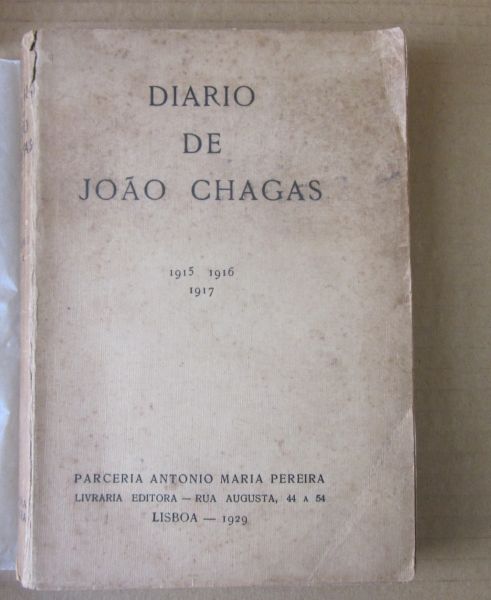 DIARIO
DE
JOÃO CHAGAS
1915 1916
1917
PARCERIA ANTONIO MARIA PEREIRA
LIVRARIA EDITORA — RUA AUGUSTA, 44 A 54
LISBOA — 1929